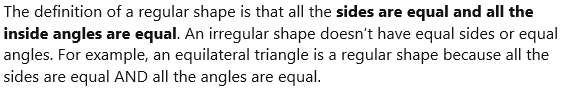 The definition of a regular shape is that all the sides are equal and all the
inside angles are equal. An irregular shape doesn't have equal sides or equal
angles. For example, an equilateral triangle is a regular shape because all the
sides are equal AND all the angles are equal.